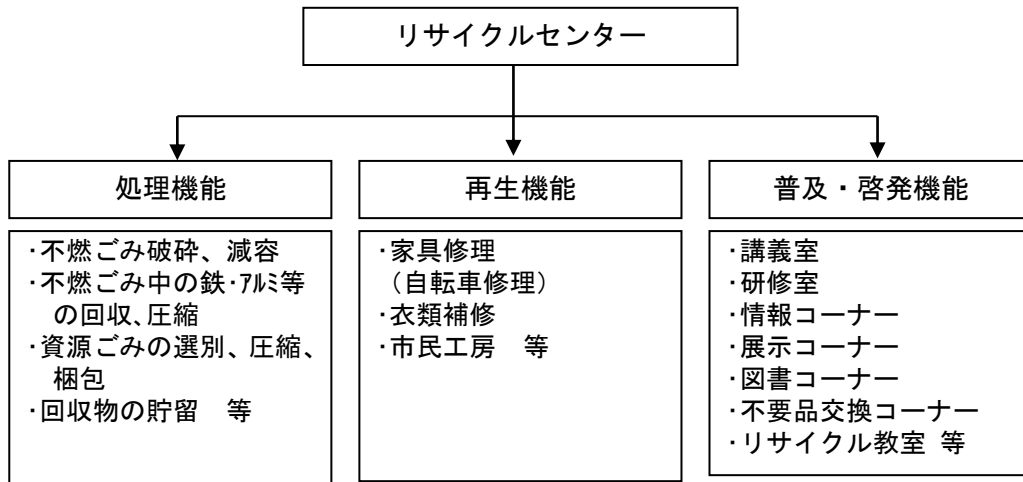 リサイクルセンター
処理機能
・不燃ごみ破砕、減容
・不燃ごみ中の鉄・ｱﾙﾐ等
の回収、圧縮
・資源ごみの選別、圧縮、
梱包
・回収物の貯留　等
再生機能
・家具修理
（自転車修理）
・衣類補修
・市民工房　等
普及・啓発機能
・講義室
・研修室
・情報コーナー
・展示コーナー
・図書コーナー
・不要品交換コーナー
・リサイクル教室 等